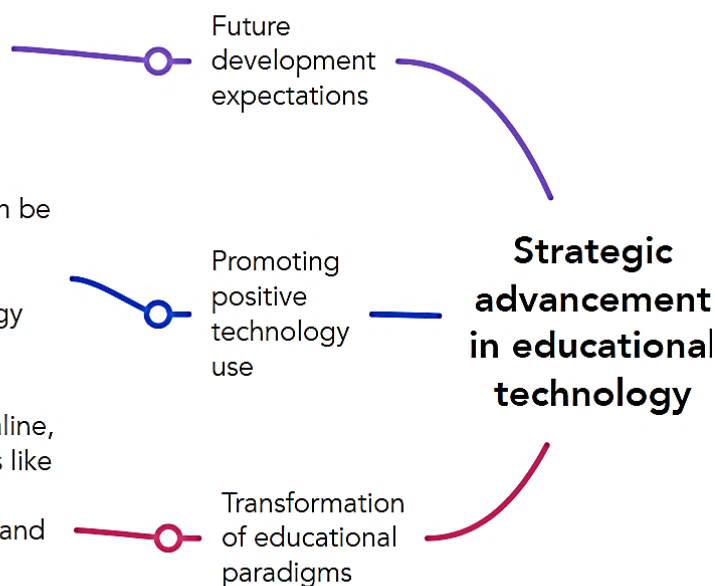 Future
development
expectations
be
Promoting
positive
technology
use
line,
like
and
Transformation
of educational
paradigms
Strategic
advancement
in educational
technology